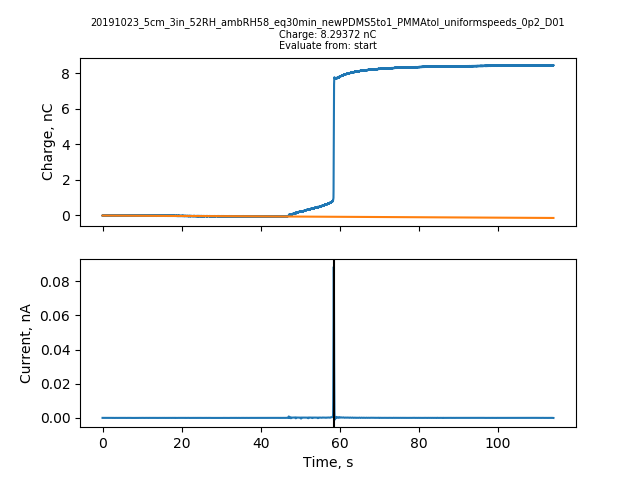 20191023_5cm_3in_52RH_ambRH58_eq30min_newPDMS5to1_PMMAtol_uniformspeeds_0p2_D01
Charge: 8.29372 nC
Evaluate from: start
8
6
4
2
0
Charge, nC
0.08
0.06
0.04
0.02
0.00
Current, nA
0 20 40 60 80 100
Time, s